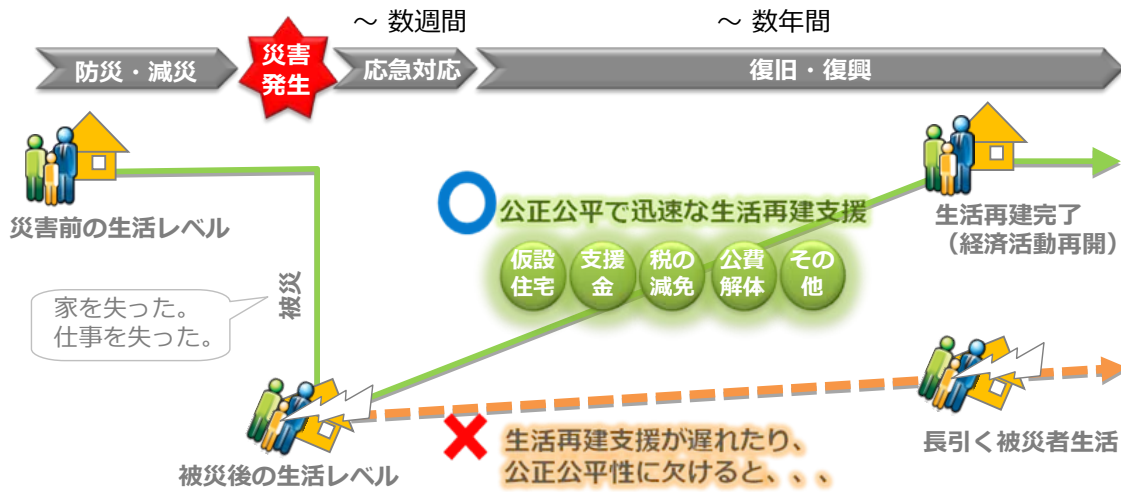 ～ 数週間
～ 数年間
防災・減災
災害
発生
応急対応
復旧・復興
災害前の生活レベル
公正公平で迅速な生活再建支援
生活再建完了
（経済活動再開）
仮設
住宅
支援
金
税の
減免
公費
解体
その
他
被災
家を失った。
仕事を失った。
被災後の生活レベル
生活再建支援が遅れたり、
公正公平性に欠けると、、、
長引く被災者生活